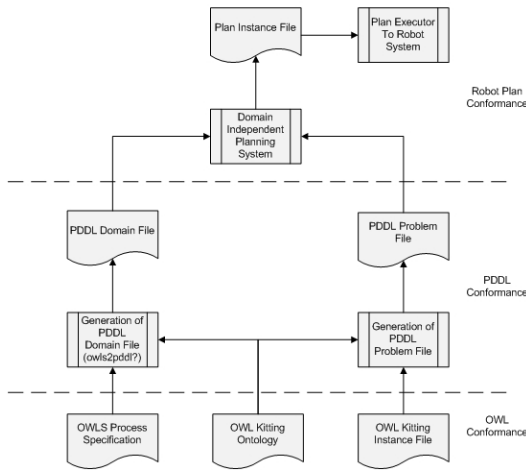 Plan Instance File
Plan Executor
To Robot
System
Robot Plan
Conformance
Domain
Independent
Planning
System
PDDL Domain File
PDDL Problem
File
PDDL
Conformance
Generation of
PDDL
Domain File
(owls2pddl?)
Generation of
PDDL
Problem File
OWL
Conformance
OWLS Process
Specification
OWL Kitting
Ontology
OWL Kitting
Instance File